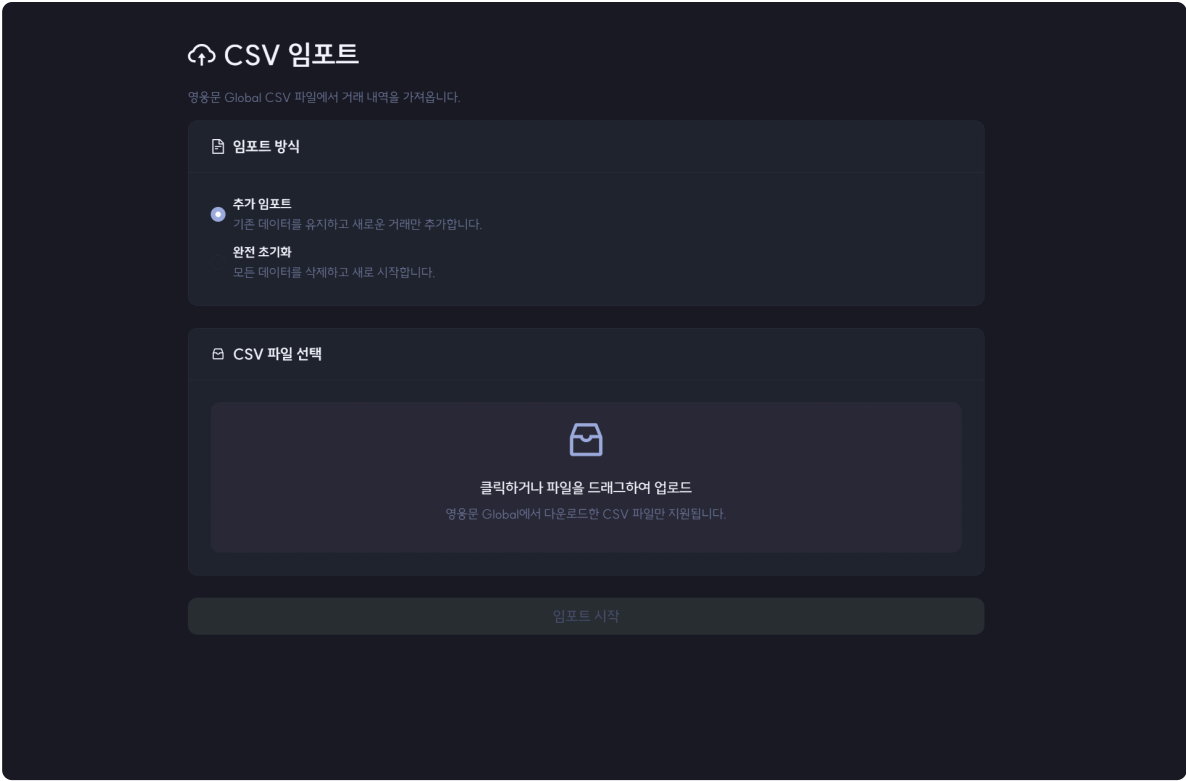 CSV 임포트
영웅문 Global CSV 파일에서 거래 내역을 가져옵니다.
임포트 방식
추가 임포트
기존 데이터를 유지하고 새로운 거래만 추가합니다.
완전 초기화
모든 데이터를 삭제하고 새로 시작합니다.
CSV 파일 선택
클릭하거나 파일을 드래그하여 업로드
영웅문 Global에서 다운로드한 CSV 파일만 지원됩니다.
임포트 시작